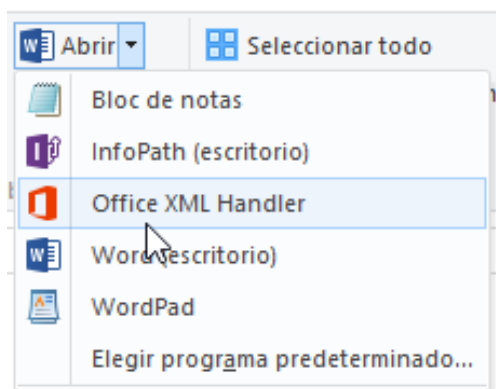 Abrir
Seleccionar todo
Bloc de notas
InfoPath (escritorio)
Office XML Handler
Word (escritorio)
WordPad
Elegir programa predeterminado...